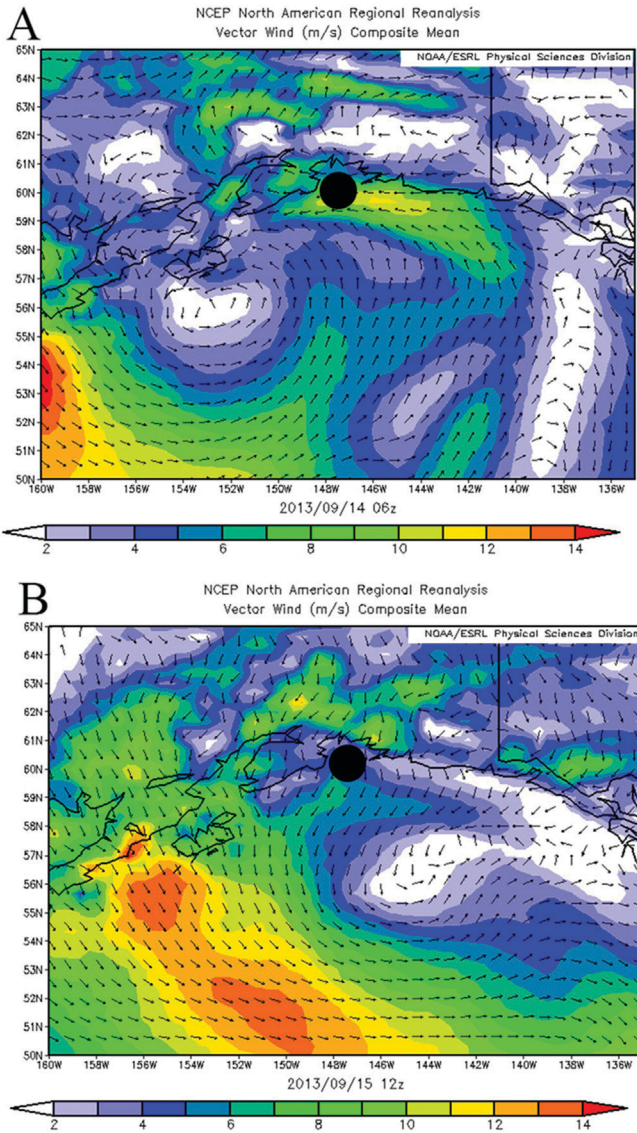 A
NCEP North American Regional Reanalysis
Vector Wind (m/s) Composite Mean
NOAA/ESRL Physical Sciences Division
65N
64N
63N
62N
61N
60N
59N
58N
57N
56N
55N
54N
53N
52N
51N
50N
160W 158W 156W 154W 152W 150W 148W 146W 144W 142W 140W 138W 136W
2013/09/14 06z
2 4 6 8 10 12 14
B
NCEP North American Regional Reanalysis
Vector Wind (m/s) Composite Mean
NOAA/ESRL Physical Sciences Division
65N
64N
63N
62N
61N
60N
59N
58N
57N
56N
55N
54N
53N
52N
51N
50N
160W 158W 156W 154W 152W 150W 148W 146W 144W 142W 140W 138W 136W
2013/09/15 12z
2 4 6 8 10 12 14